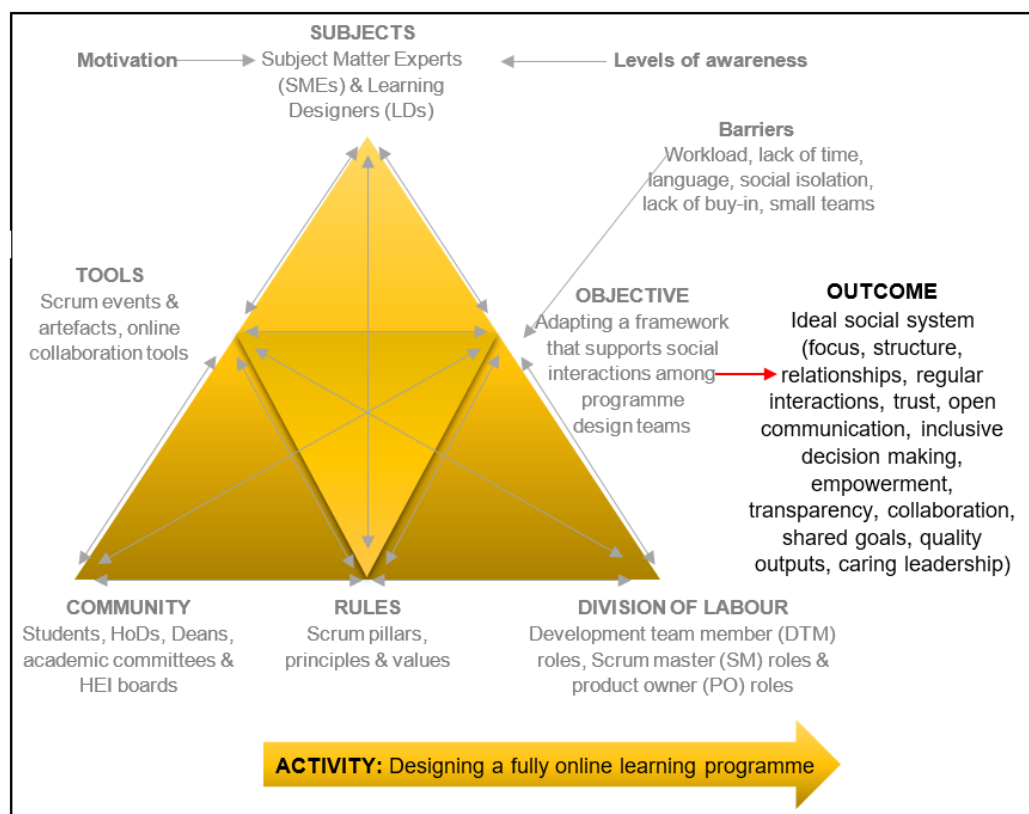 SUBJECTS
Subject Matter Experts
(SMEs) & Learning
Designers (LDs)
Motivation
Levels of awareness
Barriers
Workload, lack of time,
language, social isolation,
lack of buy-in, small teams
TOOLS
Scrum events &
artefacts, online
collaboration tools
OBJECTIVE
Adapting a framework
that supports social
interactions among
programme
design teams
OUTCOME
Ideal social system
(focus, structure,
relationships, regular
interactions, trust, open
communication, inclusive
decision making,
empowerment,
transparency, collaboration,
shared goals, quality
outputs, caring leadership)
COMMUNITY
Students, HoDs, Deans,
academic committees &
HEI boards
RULES
Scrum pillars,
principles & values
DIVISION OF LABOUR
Development team member (DTM)
roles, Scrum master (SM) roles &
product owner (PO) roles
ACTIVITY: Designing a fully online learning programme